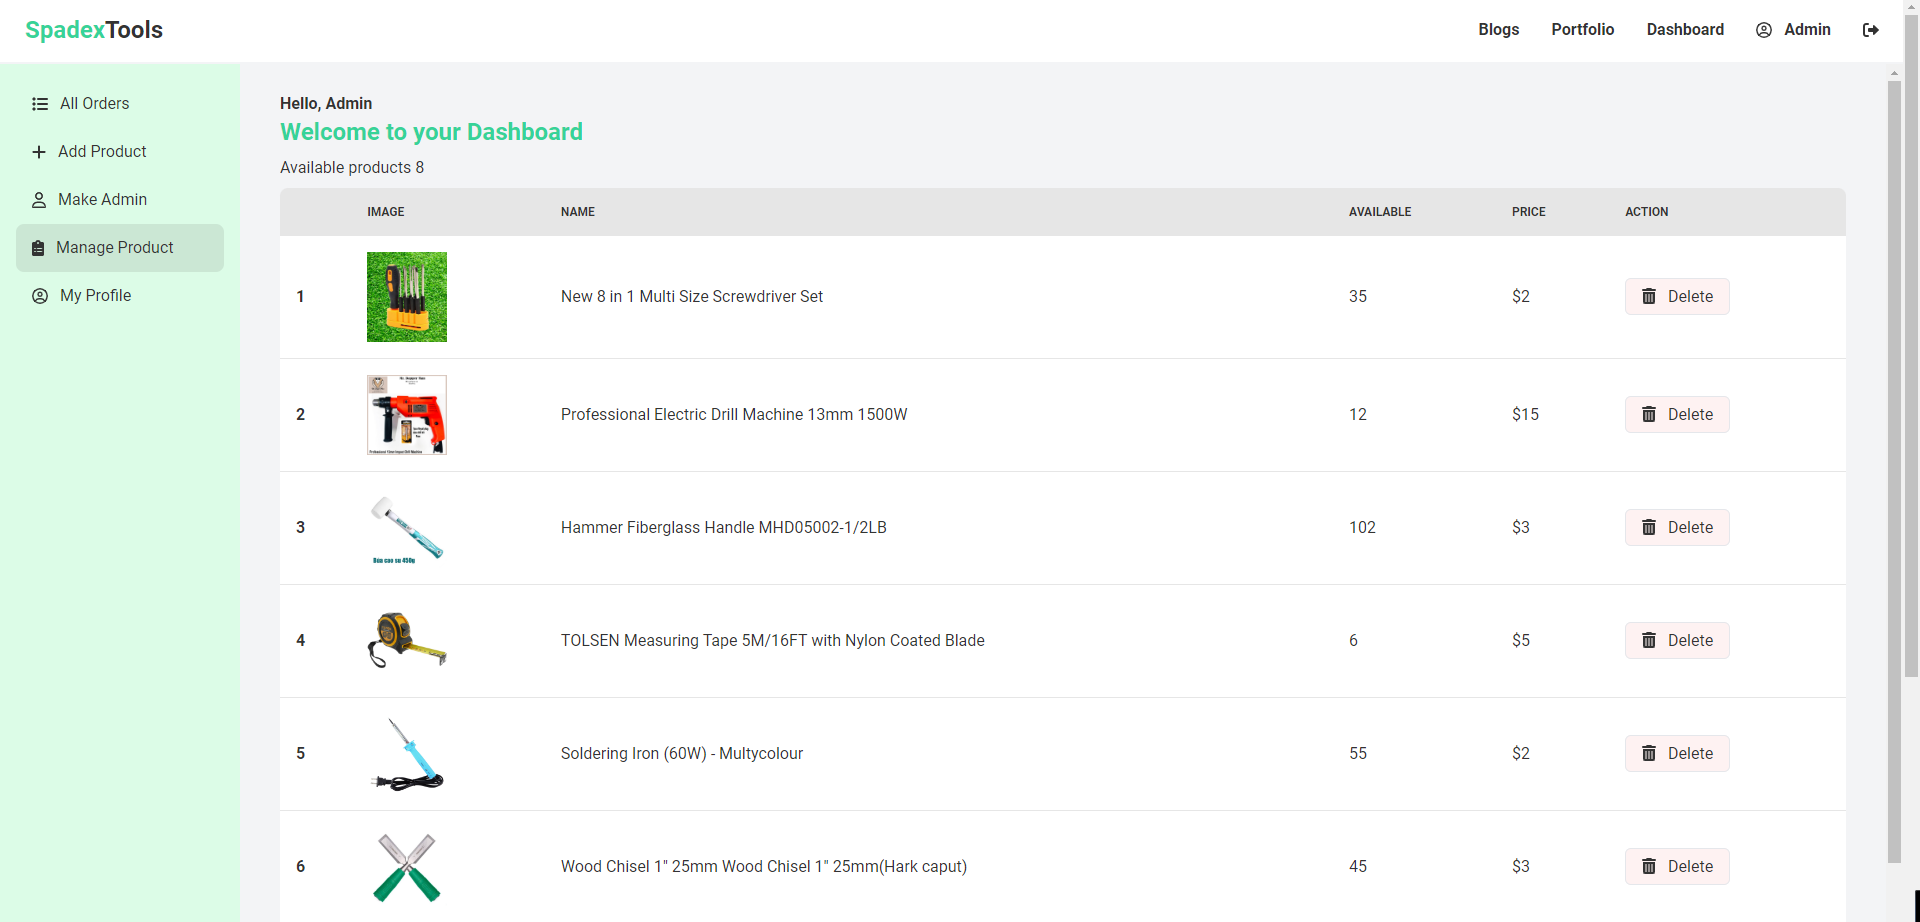 SpadexTools
Blogs Portfolio Dashboard Admin
All Orders
Add Product
Make Admin
Manage Product
My Profile
Hello, Admin
Welcome to your Dashboard
Available products 8
IMAGE NAME AVAILABLE PRICE ACTION
1 New 8 in 1 Multi Size Screwdriver Set 35 $2 Delete
2 Professional Electric Drill Machine 13mm 1500W 12 $15 Delete
3 Hammer Fiberglass Handle MHD05002-1/2LB 102 $3 Delete
Búa cao su 450g
4 TOLSEN Measuring Tape 5M/16FT with Nylon Coated Blade 6 $5 Delete
5 Soldering Iron (60W) - Multycolour 55 $2 Delete
6 Wood Chisel 1" 25mm Wood Chisel 1" 25mm(Hark caput) 45 $3 Delete